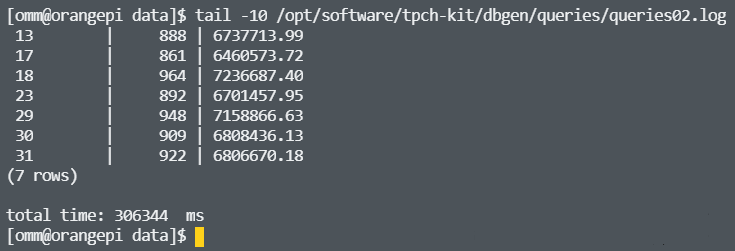 [omm@orangepi data]$ tail -10 /opt/software/tpch-kit/dbgen/queries/queries02.log
 13          |     888 | 6737713.99
 17          |     861 | 6460573.72
 18          |     964 | 7236687.40
 23          |     892 | 6701457.95
 29          |     948 | 7158866.63
 30          |     909 | 6808436.13
 31          |     922 | 6806670.18
(7 rows)

total time: 306344  ms
[omm@orangepi data]$